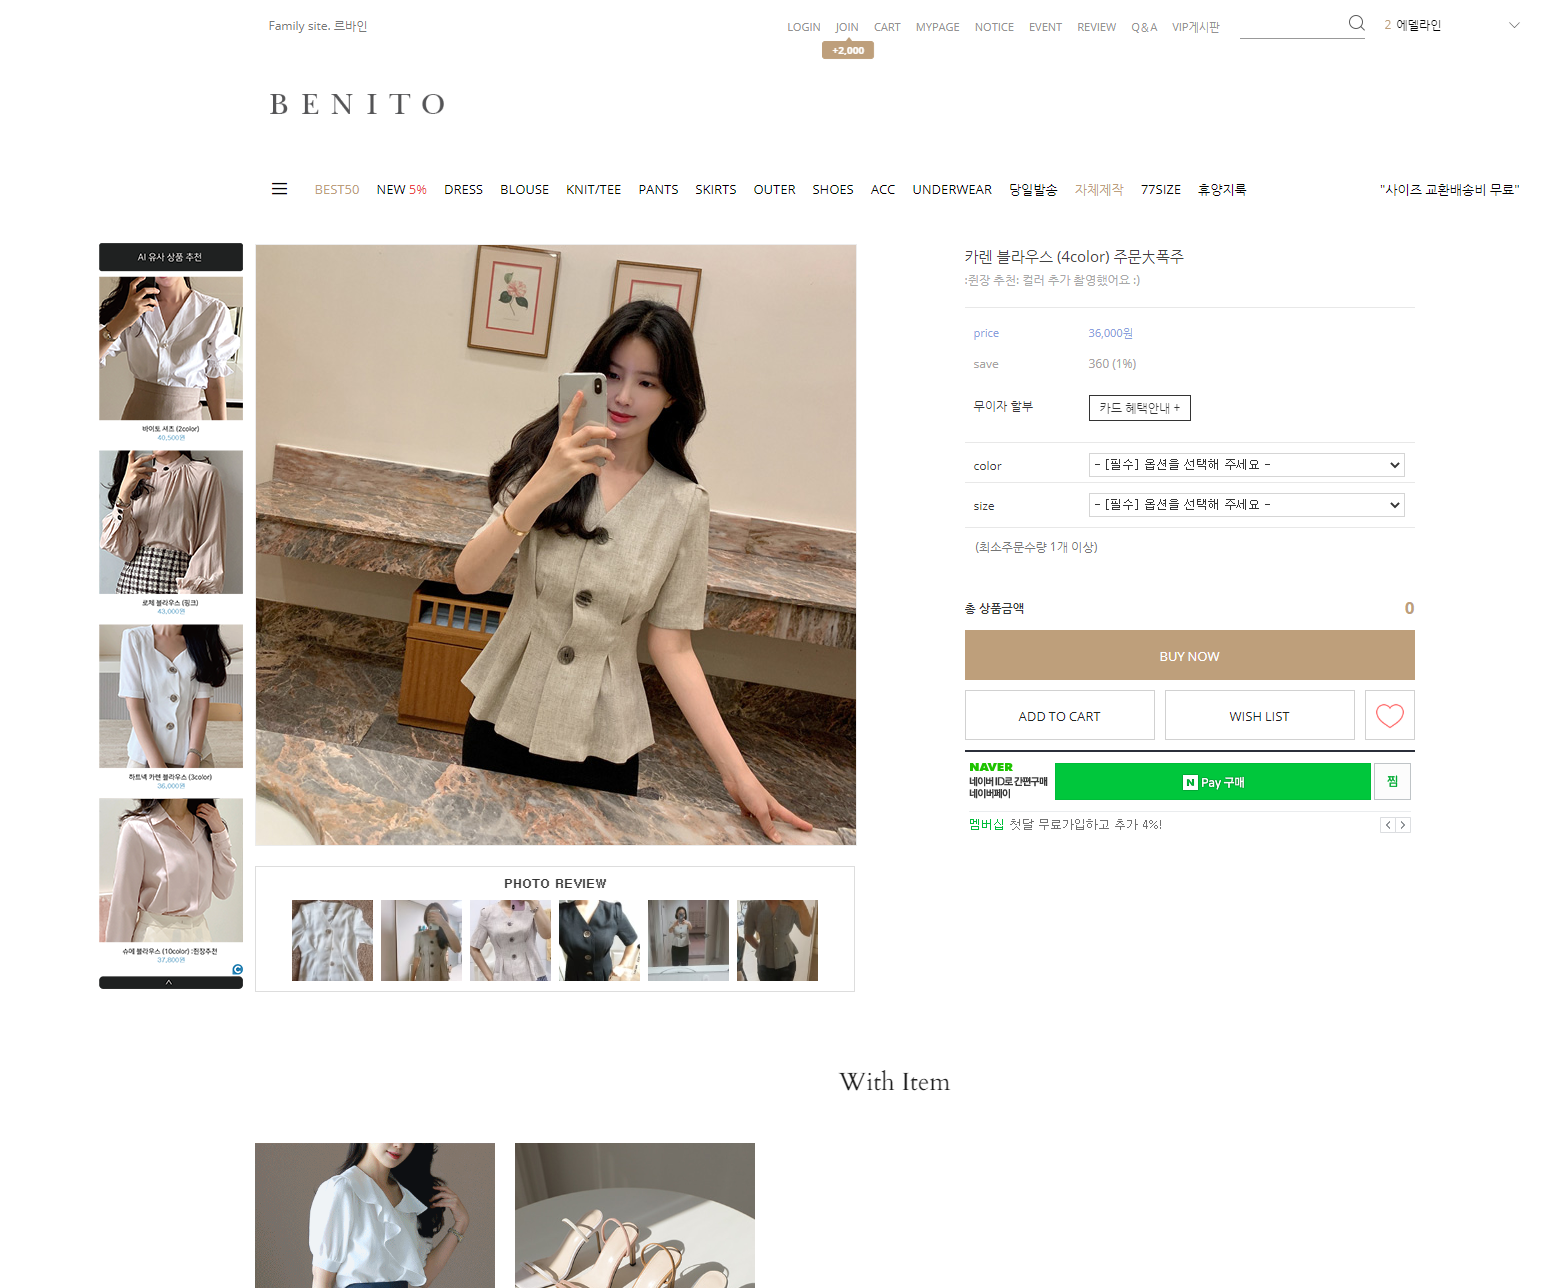 Family site. 르바인
LOGIN JOIN CART MYPAGE NOTICE EVENT REVIEW Q&A VIP게시판
2 에델라인
+2,000
BENITO
BEST50 NEW 5% DRESS BLOUSE KNIT/TEE PANTS SKIRTS OUTER SHOES ACC UNDERWEAR 당일발송 자체제작 77SIZE 휴양지룩
"사이즈 교환배송비 무료"
AI 유사 상품 추천
바이토 셔츠 (2color)
40,500원
로체 블라우스 (핑크)
43,000원
하트넥 카렌 블라우스 (3color)
36,000원
슈메 블라우스 (10color) :쥔장추천
37,800원
카렌 블라우스 (4color) 주문大폭주
:쥔장 추천: 컬러 추가 촬영했어요 :)
price 36,000원
save 360 (1%)
무이자 할부 카드 혜택안내 +
color - [필수] 옵션을 선택해 주세요 -
size - [필수] 옵션을 선택해 주세요 -
(최소주문수량 1개 이상)
총 상품금액 0
BUY NOW
ADD TO CART WISH LIST
NAVER
네이버 ID로 간편구매
네이버페이
N Pay 구매
찜
멤버십 첫달 무료가입하고 추가 4%!
PHOTO REVIEW
With Item